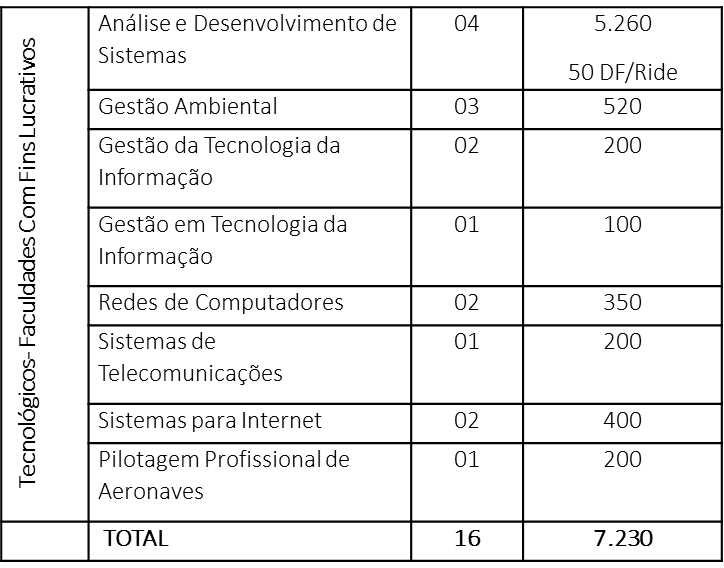 Tecnológicos- Faculdades Com Fins Lucrativos
Análise e Desenvolvimento de
Sistemas
04
5.260
50 DF/Ride
Gestão Ambiental
03
520
Gestão da Tecnologia da
Informação
02
200
Gestão em Tecnologia da
Informação
01
100
Redes de Computadores
02
350
Sistemas de
Telecomunicações
01
200
Sistemas para Internet
02
400
Pilotagem Profissional de
Aeronaves
01
200
TOTAL
16
7.230